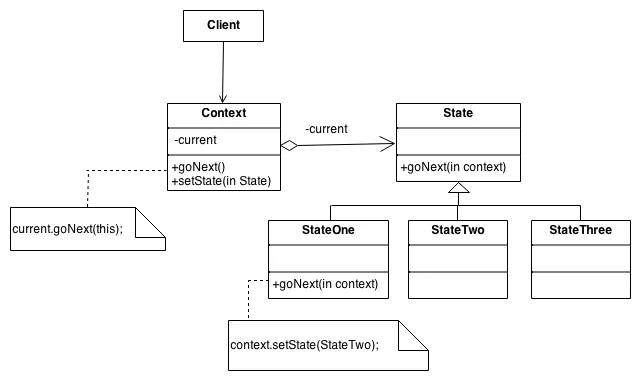 Client
Context
-current
+goNext()
+setState(in State)
-current
State
+goNext(in context)
current.goNext(this);
StateOne
+goNext(in context)
StateTwo
StateThree
context.setState(StateTwo);